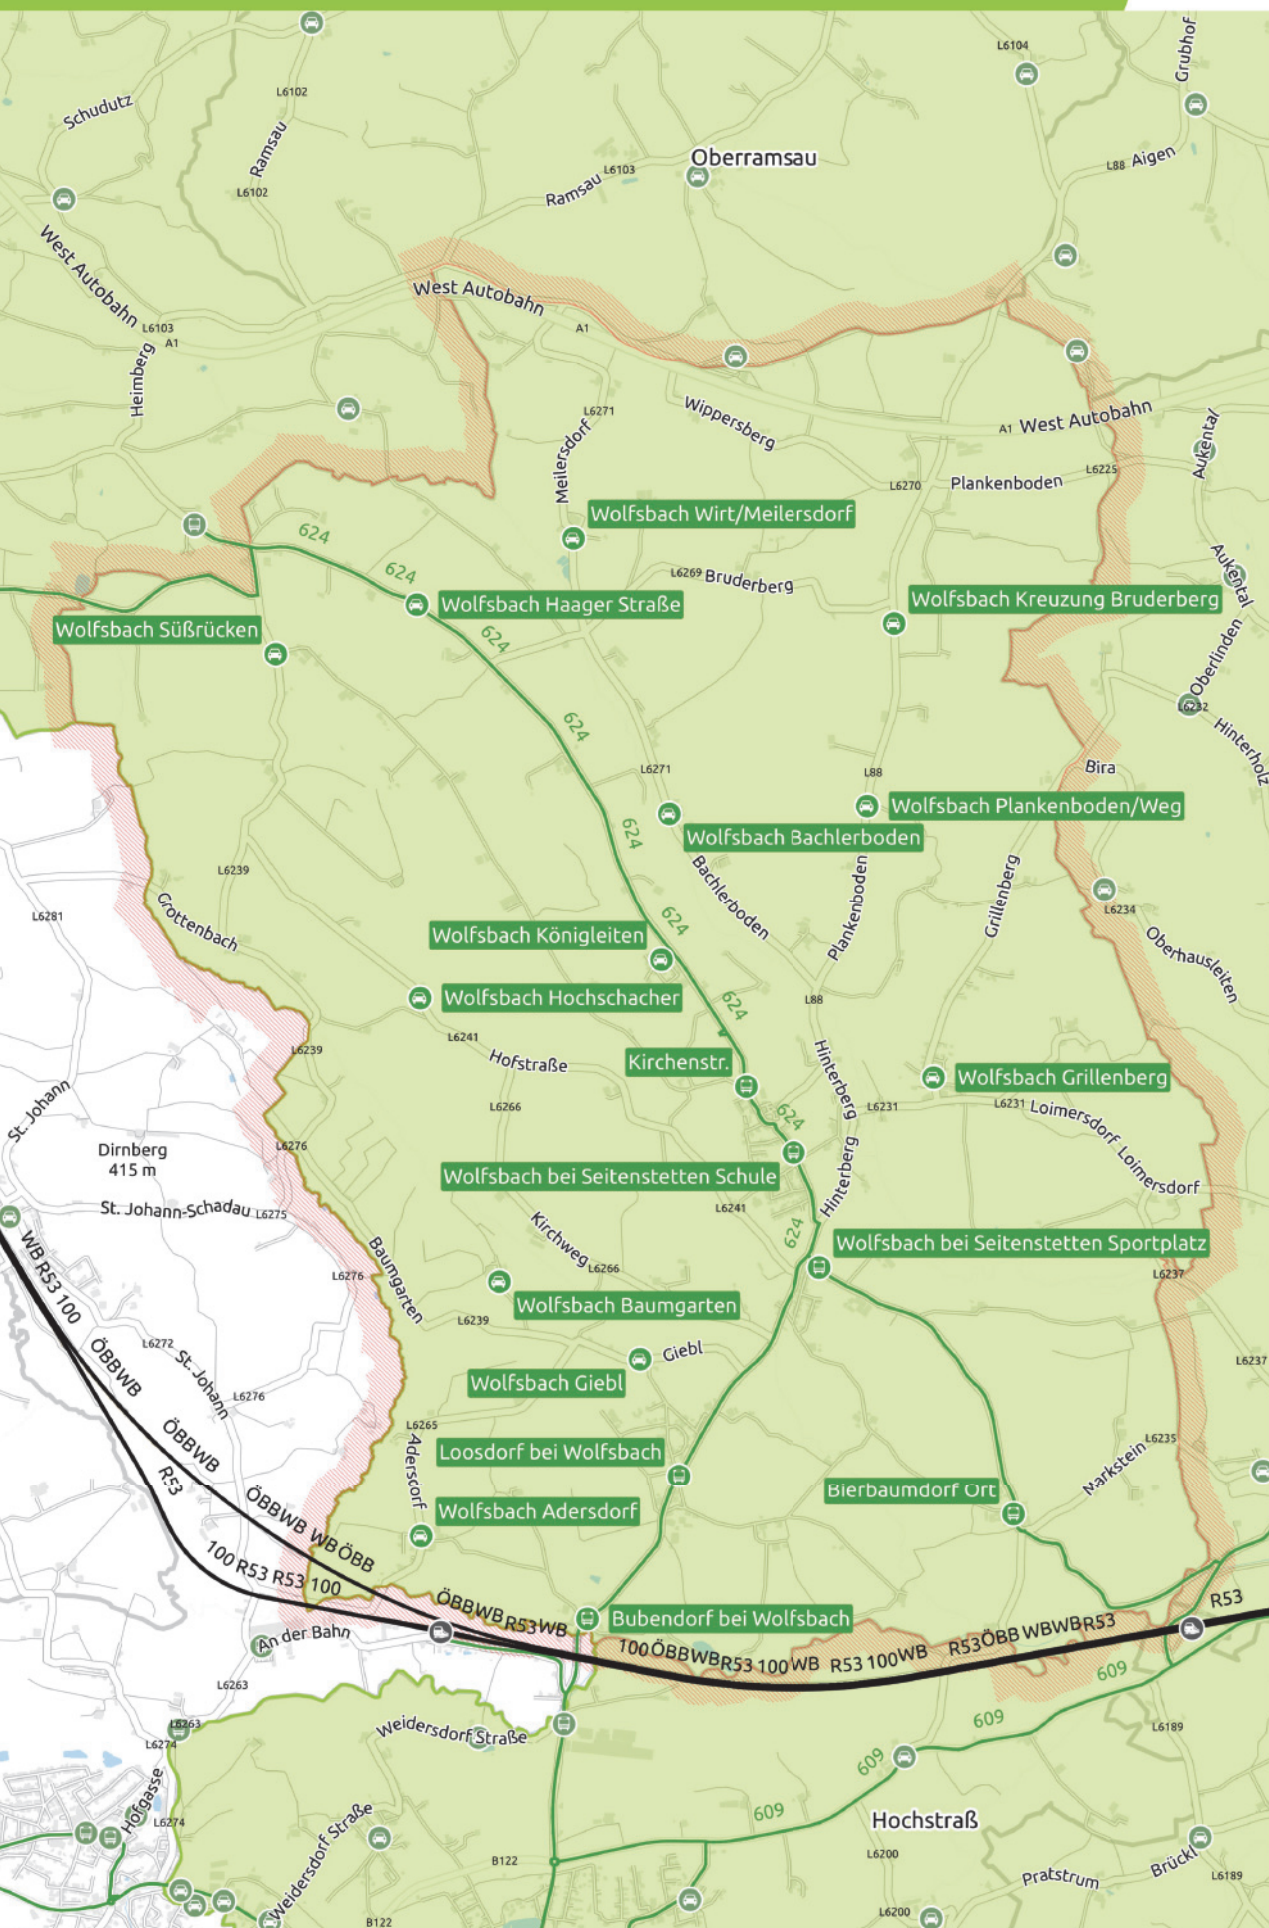 L6104
Grubhof
Schudutz
L6102
Ramsau
Oberramsau
L88 Aigen
L6103
Ramsau
L6102
West Autobahn
West Autobahn
L6103
A1
A1
Heimberg
Wippersberg
L6271
A1 West Autobahn
Aukental
Meilersdorf
L6225
L6270
Plankenboden
Wolfsbach Wirt/Meilersdorf
624
624
L6269 Bruderberg
Aukental
Wolfsbach Haager Straße
Wolfsbach Kreuzung Bruderberg
Wolfsbach Süßrücken
624
Oberlinden
L6232
624
Hinterholz
L6271
L88
Bira
Wolfsbach Plankenboden/Weg
624
Wolfsbach Bachlerboden
L6239
Bachlerboden
Plankenboden
Grillenberg
L6281
Grottenbach
624
L6234
Wolfsbach Königleiten
Oberhausleiten
Wolfsbach Hochschacher
624
L88
L6241
L6239
Hofstraße
Kirchenstr.
Hinterberg
Wolfsbach Grillenberg
St. Johann
L6266
624
L6231
L6231 Loimersdorf
Dirnberg
415 m
L6276
Wolfsbach bei Seitenstetten Schule
Hinterberg
Loimersdorf
St. Johann-Schadau L6275
L6241
Kirchweg
624
Wolfsbach bei Seitenstetten Sportplatz
WB R53 100
Baumgarten
L6276
L6266
L6237
Wolfsbach Baumgarten
L6239
L6272
ÖBBWB
St. Johann
Giebl
L6237
Wolfsbach Giebl
L6276
L6265
ÖBBWB
R53
Adersdorf
Loosdorf bei Wolfsbach
L6235
Markstein
Bierbaumdorf Ort
ÖBBWB WB ÖBB
Wolfsbach Adersdorf
100 R53 R53 100
ÖBBWB R53 WB
Bubendorf bei Wolfsbach
R53
An der Bahn
100 ÖBBWB R53 100 WB R53 100 WB R53 ÖBB WB WB R53
609
L6263
L6263
L6274
Weidersdorf Straße
609
L6189
609
Hofgasse
L6274
Weidersdorf Straße
609
Hochstraß
B122
L6200
Pratstrum
Brückl
L6189
B122
L6200